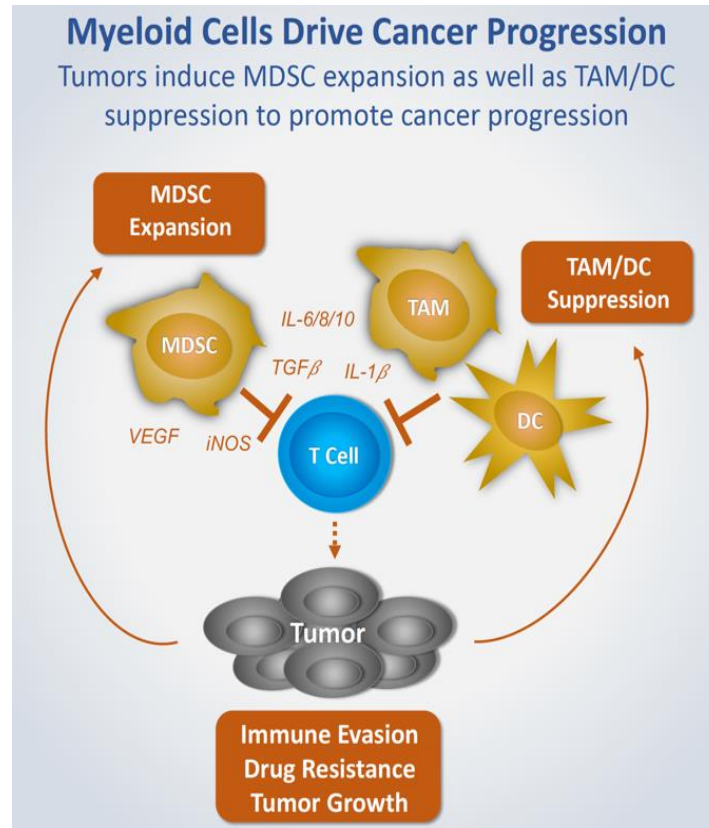 Myeloid Cells Drive Cancer Progression
Tumors induce MDSC expansion as well as TAM/DC
suppression to promote cancer progression
MDSC
Expansion
TAM/DC
Suppression
TAM
IL-6/8/10
MDSC
TGFβ
IL-1β
DC
VEGF
iNOS
T Cell
Tumor
Immune Evasion
Drug Resistance
Tumor Growth